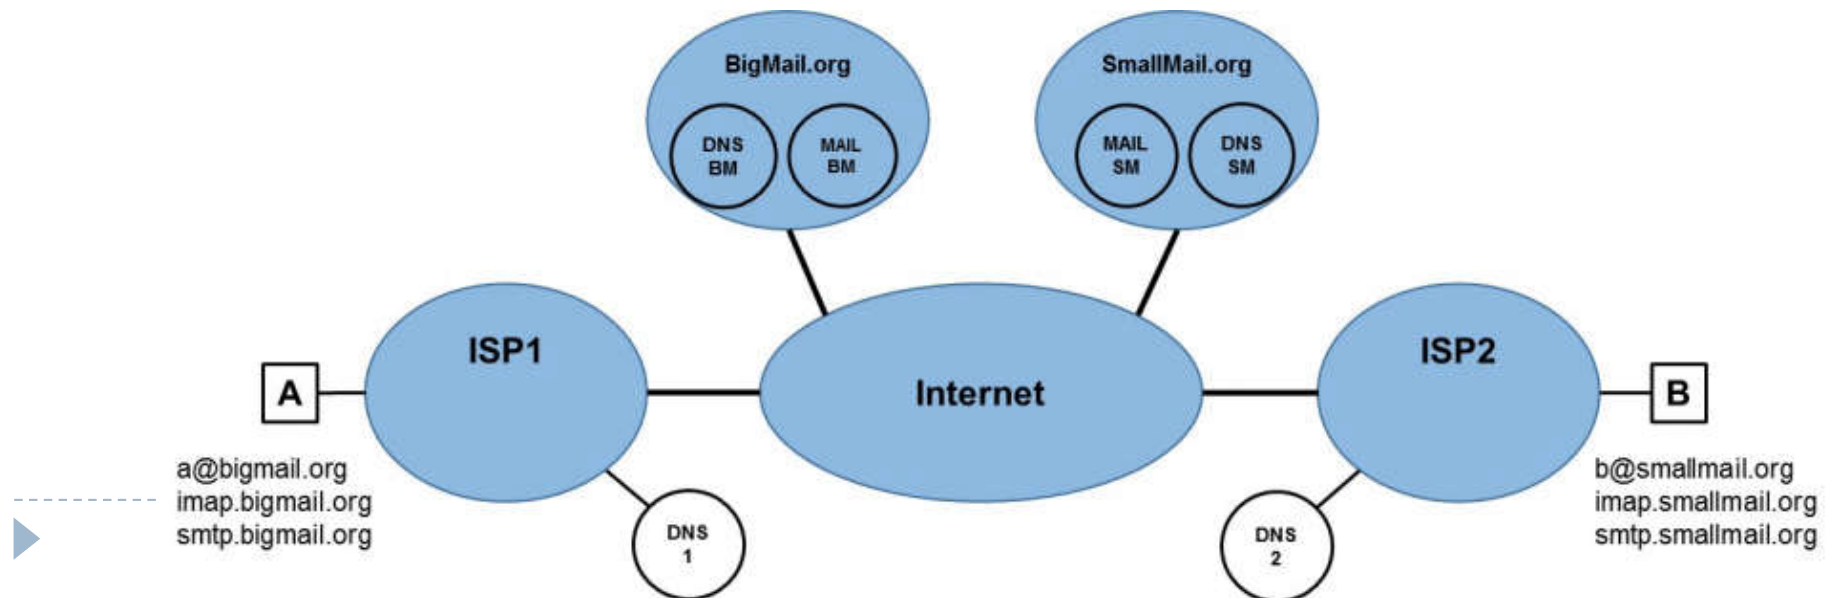 BigMail.org
SmallMail.org
DNS
BM
MAIL
BM
MAIL
SM
DNS
SM
ISP1
Internet
ISP2
A
B
a@bigmail.org
imap.bigmail.org
smtp.bigmail.org
b@smallmail.org
imap.smallmail.org
smtp.smallmail.org
DNS
1
DNS
2